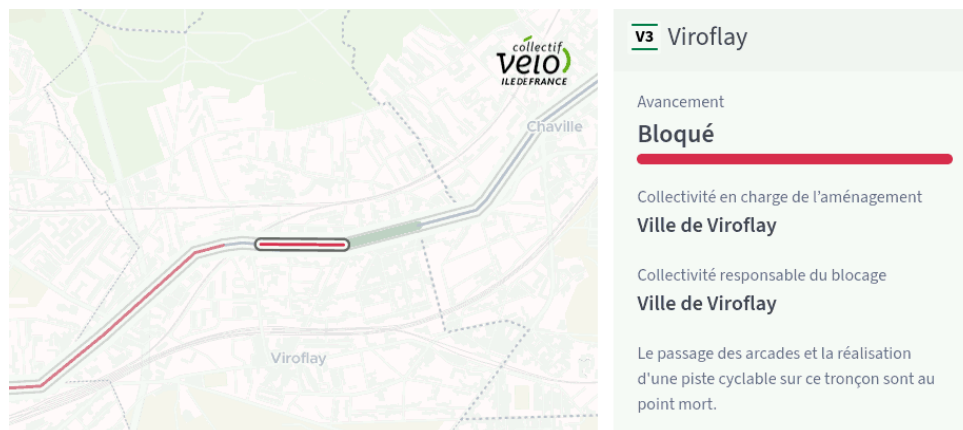 collectif
vélo
ILE DE FRANCE
Chaville
Viroflay
V3 Viroflay
Avancement
Bloqué
Collectivité en charge de l'aménagement
Ville de Viroflay
Collectivité responsable du blocage
Ville de Viroflay
Le passage des arcades et la réalisation
d'une piste cyclable sur ce tronçon sont au
point mort.